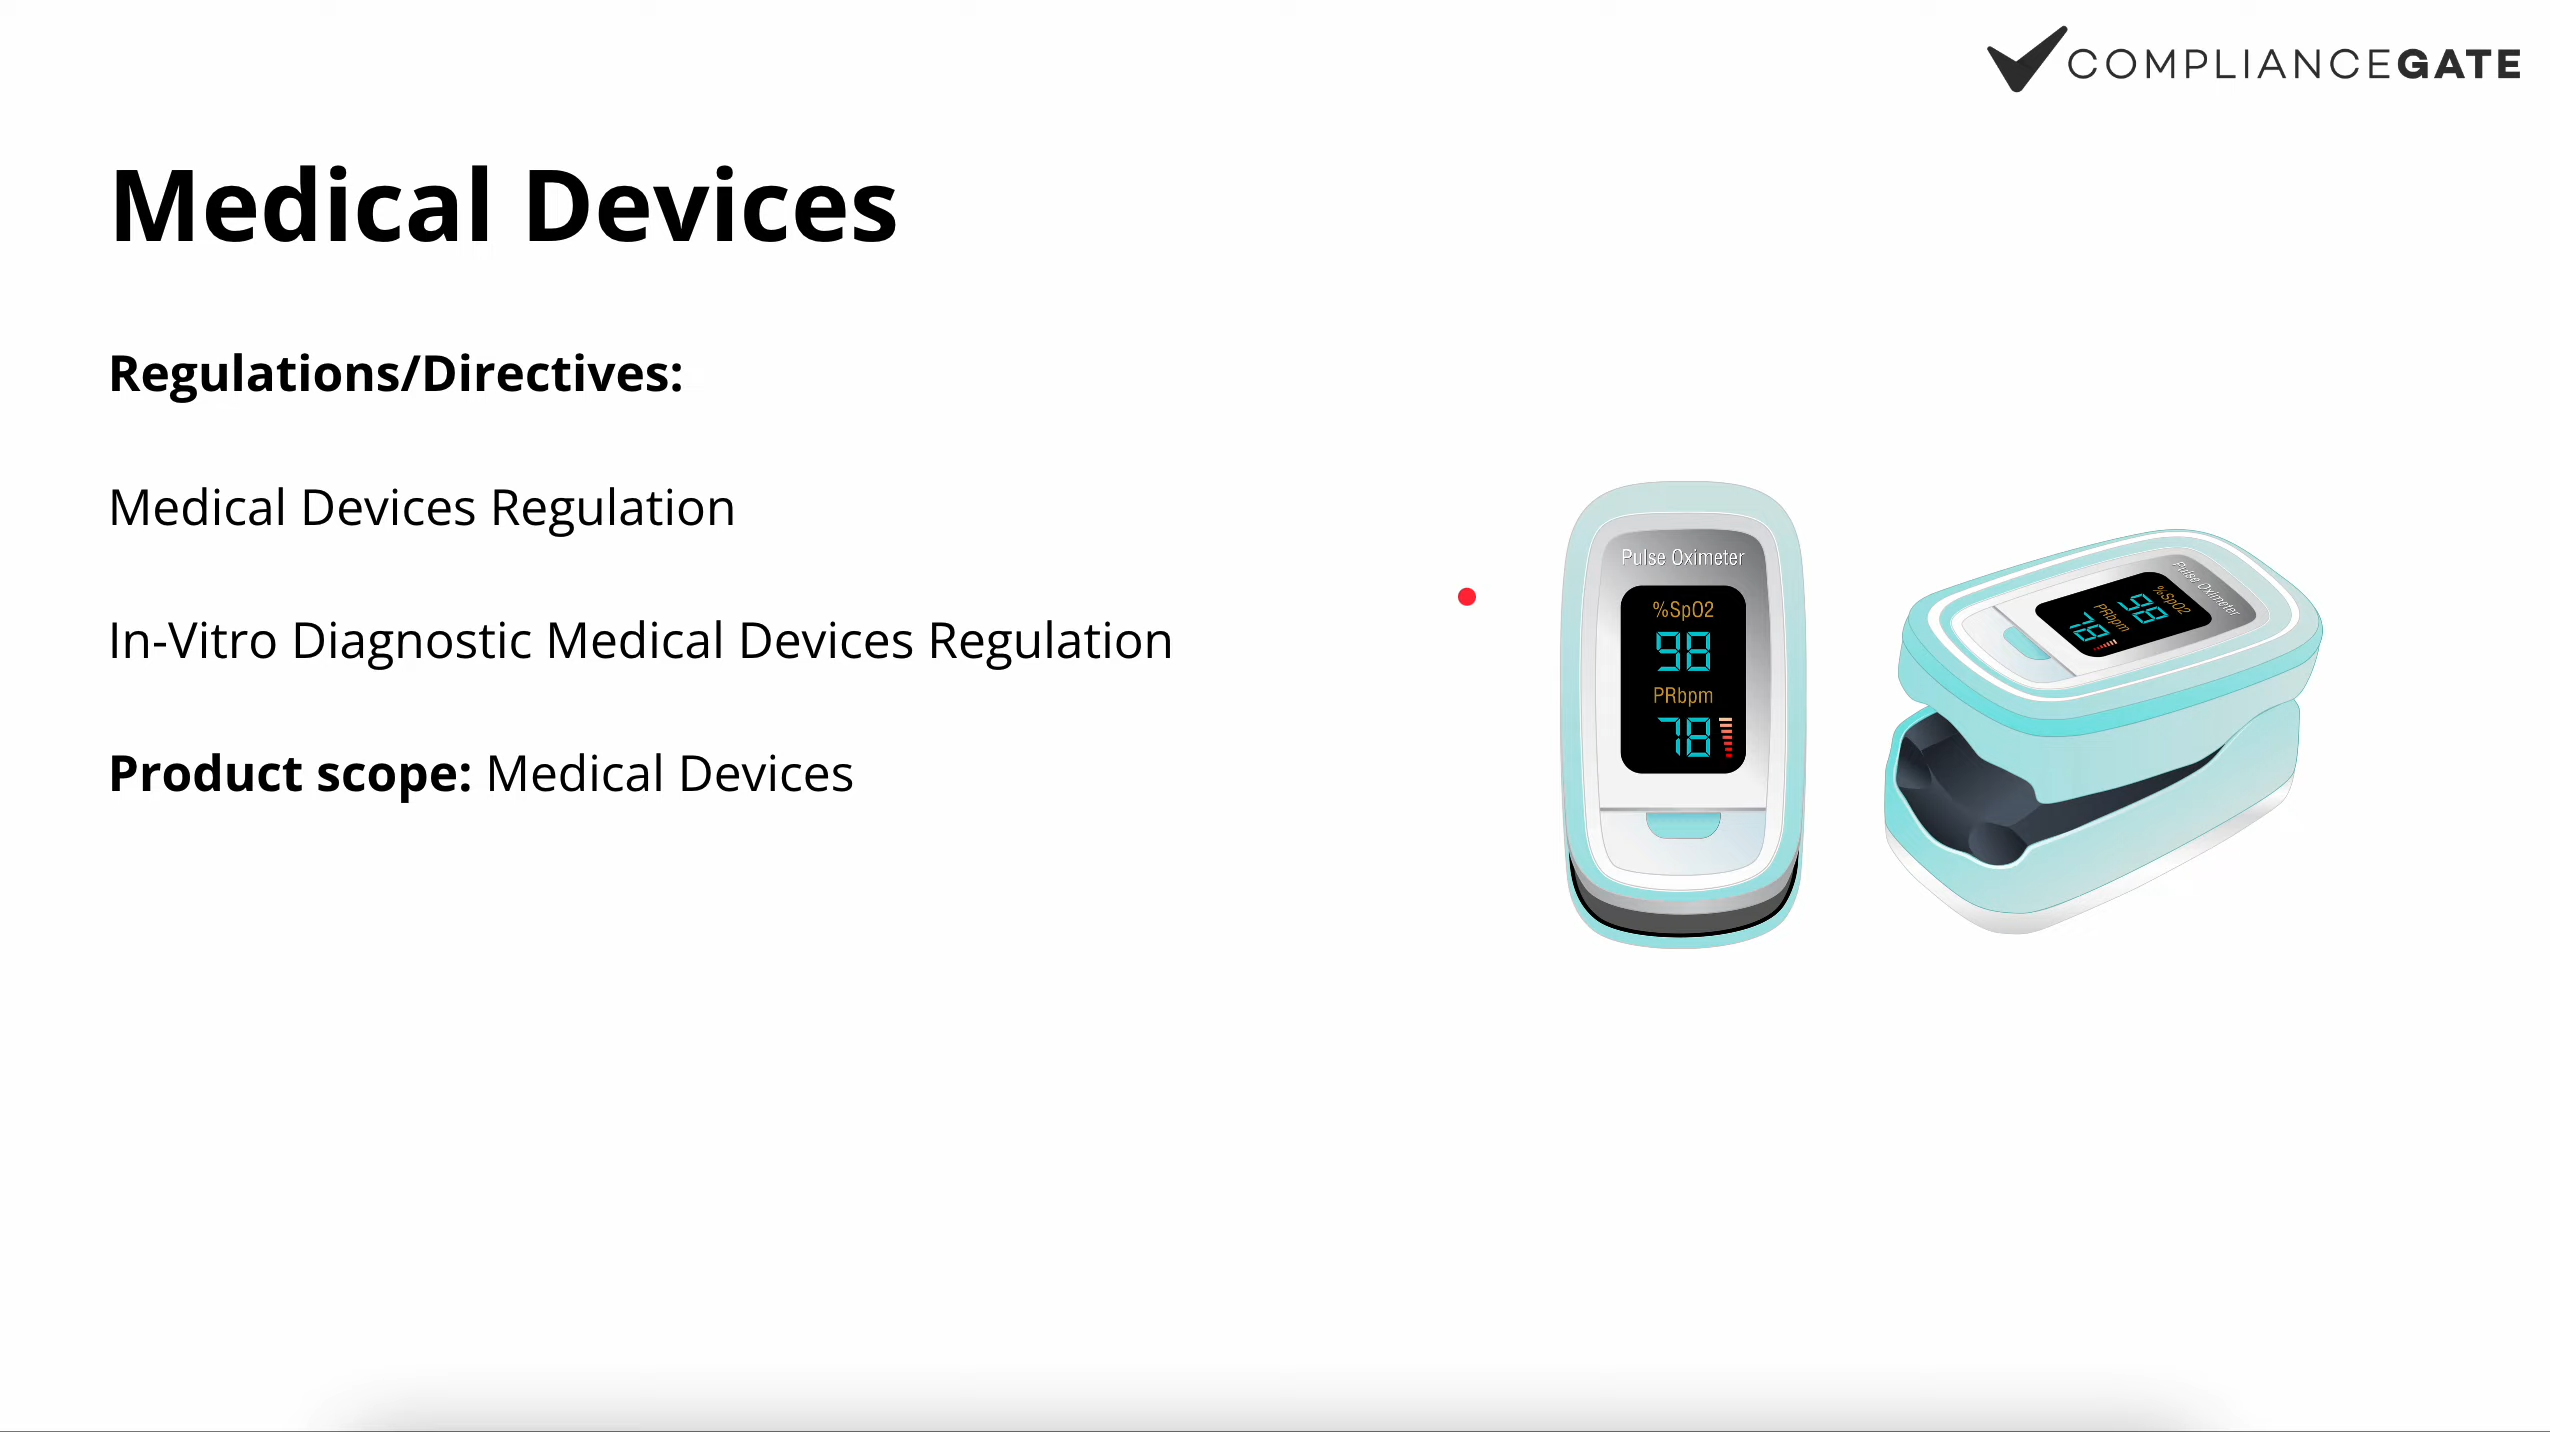 COMPLIANCEGATE
Medical Devices
Regulations/Directives:
Medical Devices Regulation
In-Vitro Diagnostic Medical Devices Regulation
Product scope: Medical Devices
Pulse Oximeter
%SpO2
98
PRbpm
78
Pulse Oximeter
%SpO2
98
PRbpm
78